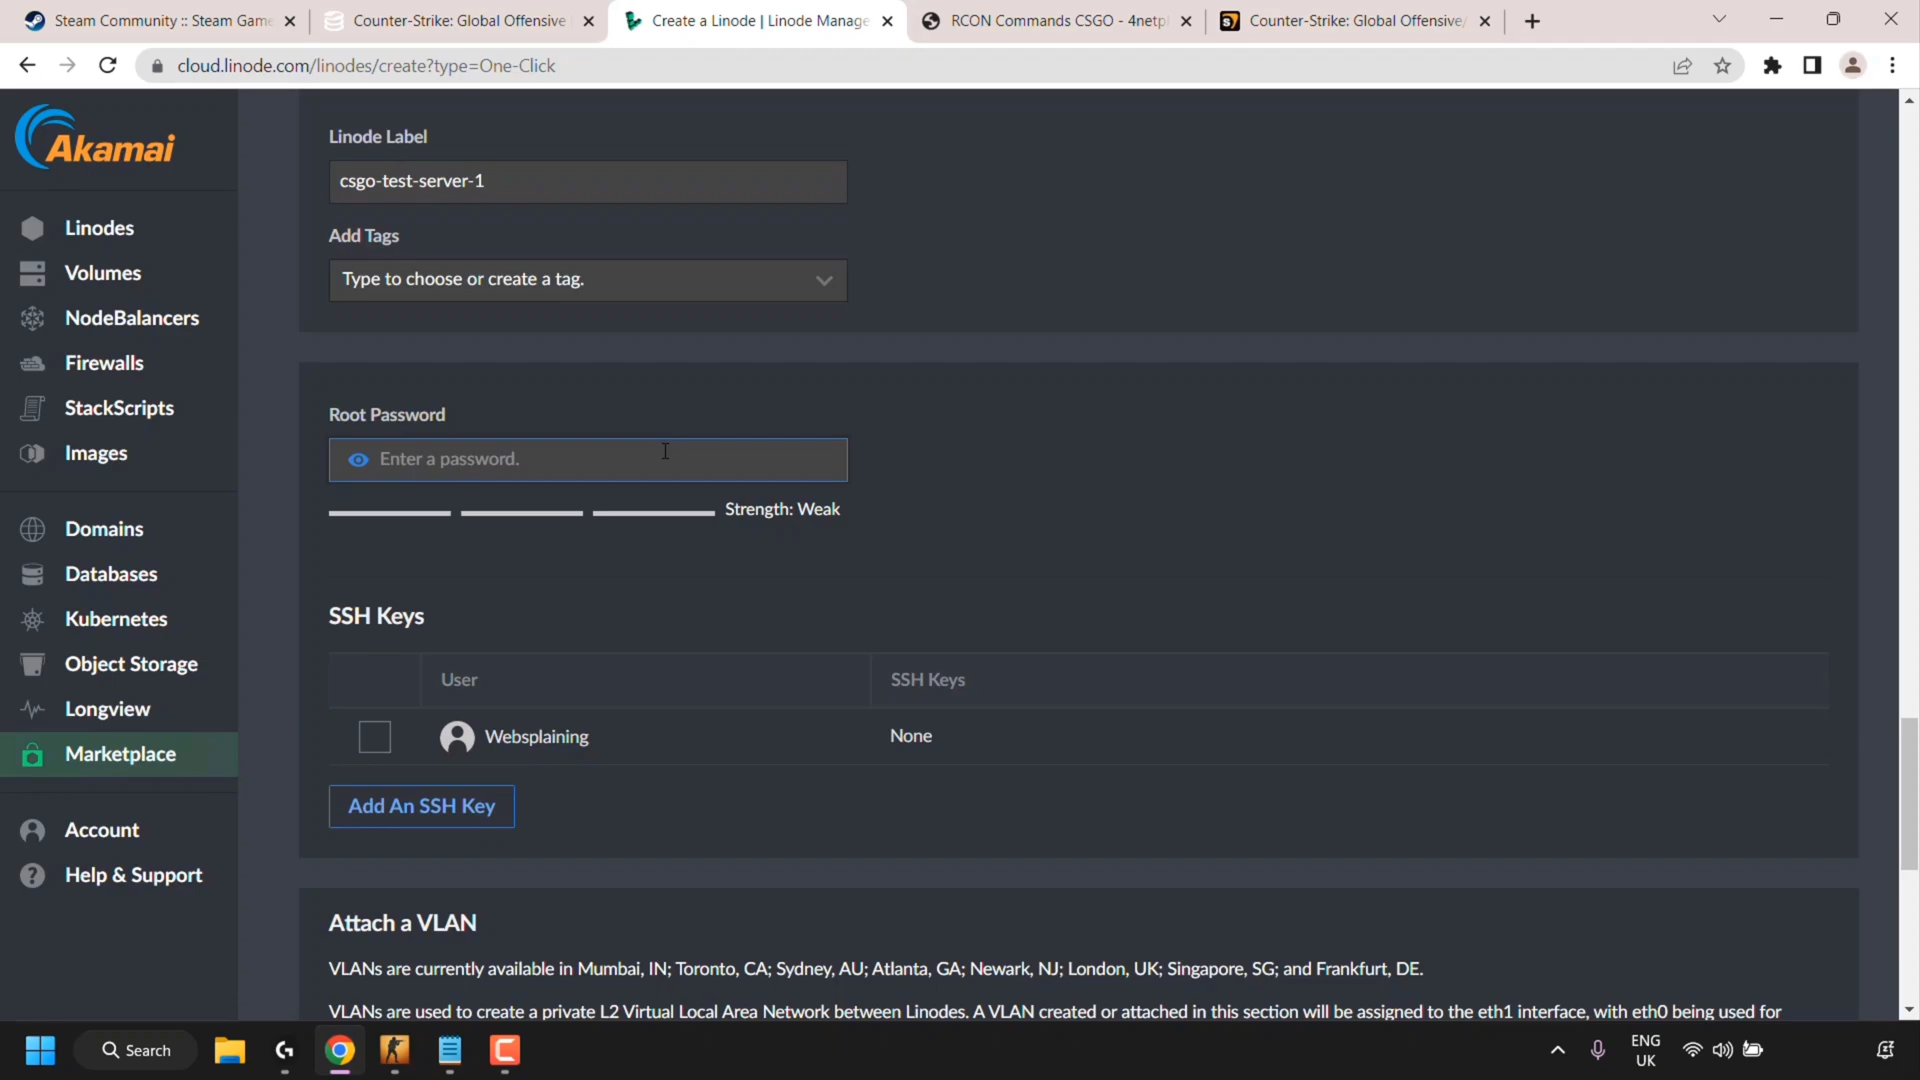 Steam Community :: Steam Game
Counter-Strike: Global Offensive
Create a Linode | Linode Manage
RCON Commands CSGO - 4netp
Counter-Strike: Global Offensive/
cloud.linode.com/linodes/create?type=One-Click
Akamai
Linodes
Volumes
NodeBalancers
Firewalls
StackScripts
Images
Domains
Databases
Kubernetes
Object Storage
Longview
Marketplace
Account
Help & Support
Linode Label
csgo-test-server-1
Add Tags
Type to choose or create a tag.
Root Password
Enter a password.
Strength: Weak
SSH Keys
User
SSH Keys
Websplaining
None
Add An SSH Key
Attach a VLAN
VLANs are currently available in Mumbai, IN; Toronto, CA; Sydney, AU; Atlanta, GA; Newark, NJ; London, UK; Singapore, SG; and Frankfurt, DE.
VLANs are used to create a private L2 Virtual Local Area Network between Linodes. A VLAN created or attached in this section will be assigned to the eth1 interface, with eth0 being used for
Search
ENG
UK